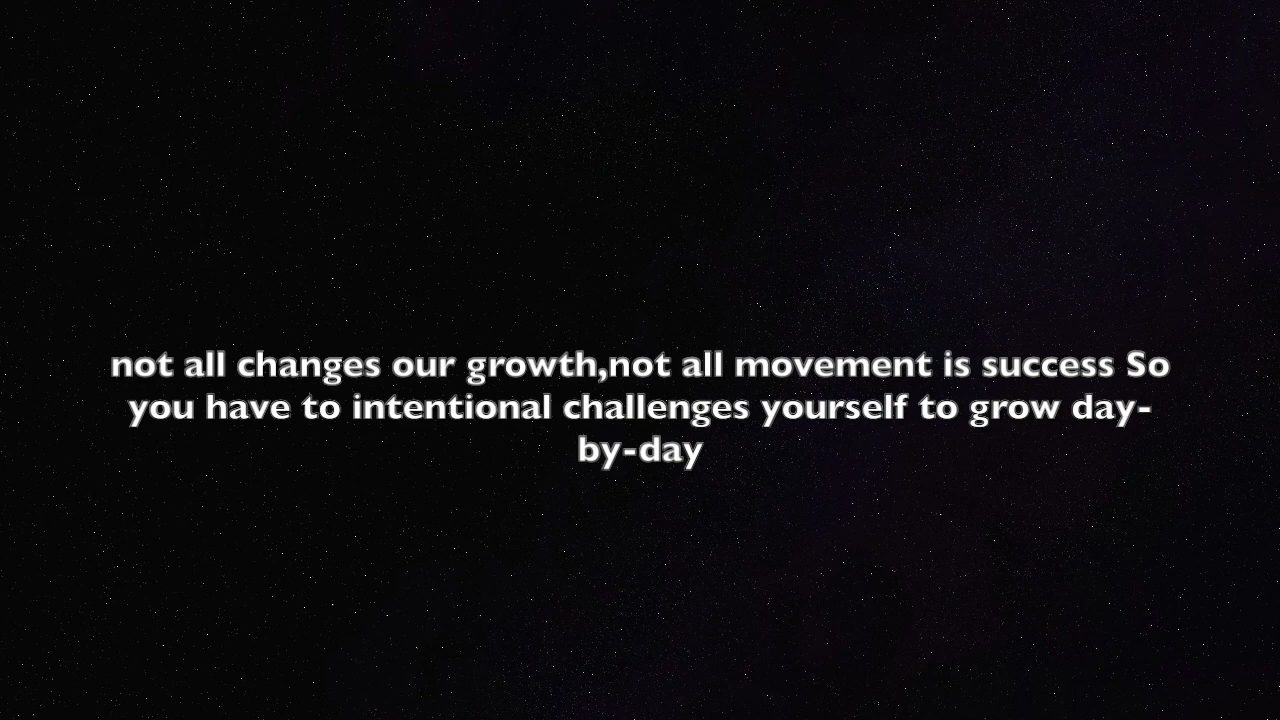 not all changes our growth,not all movement is success So
you have to intentional challenges yourself to grow day-
by-day